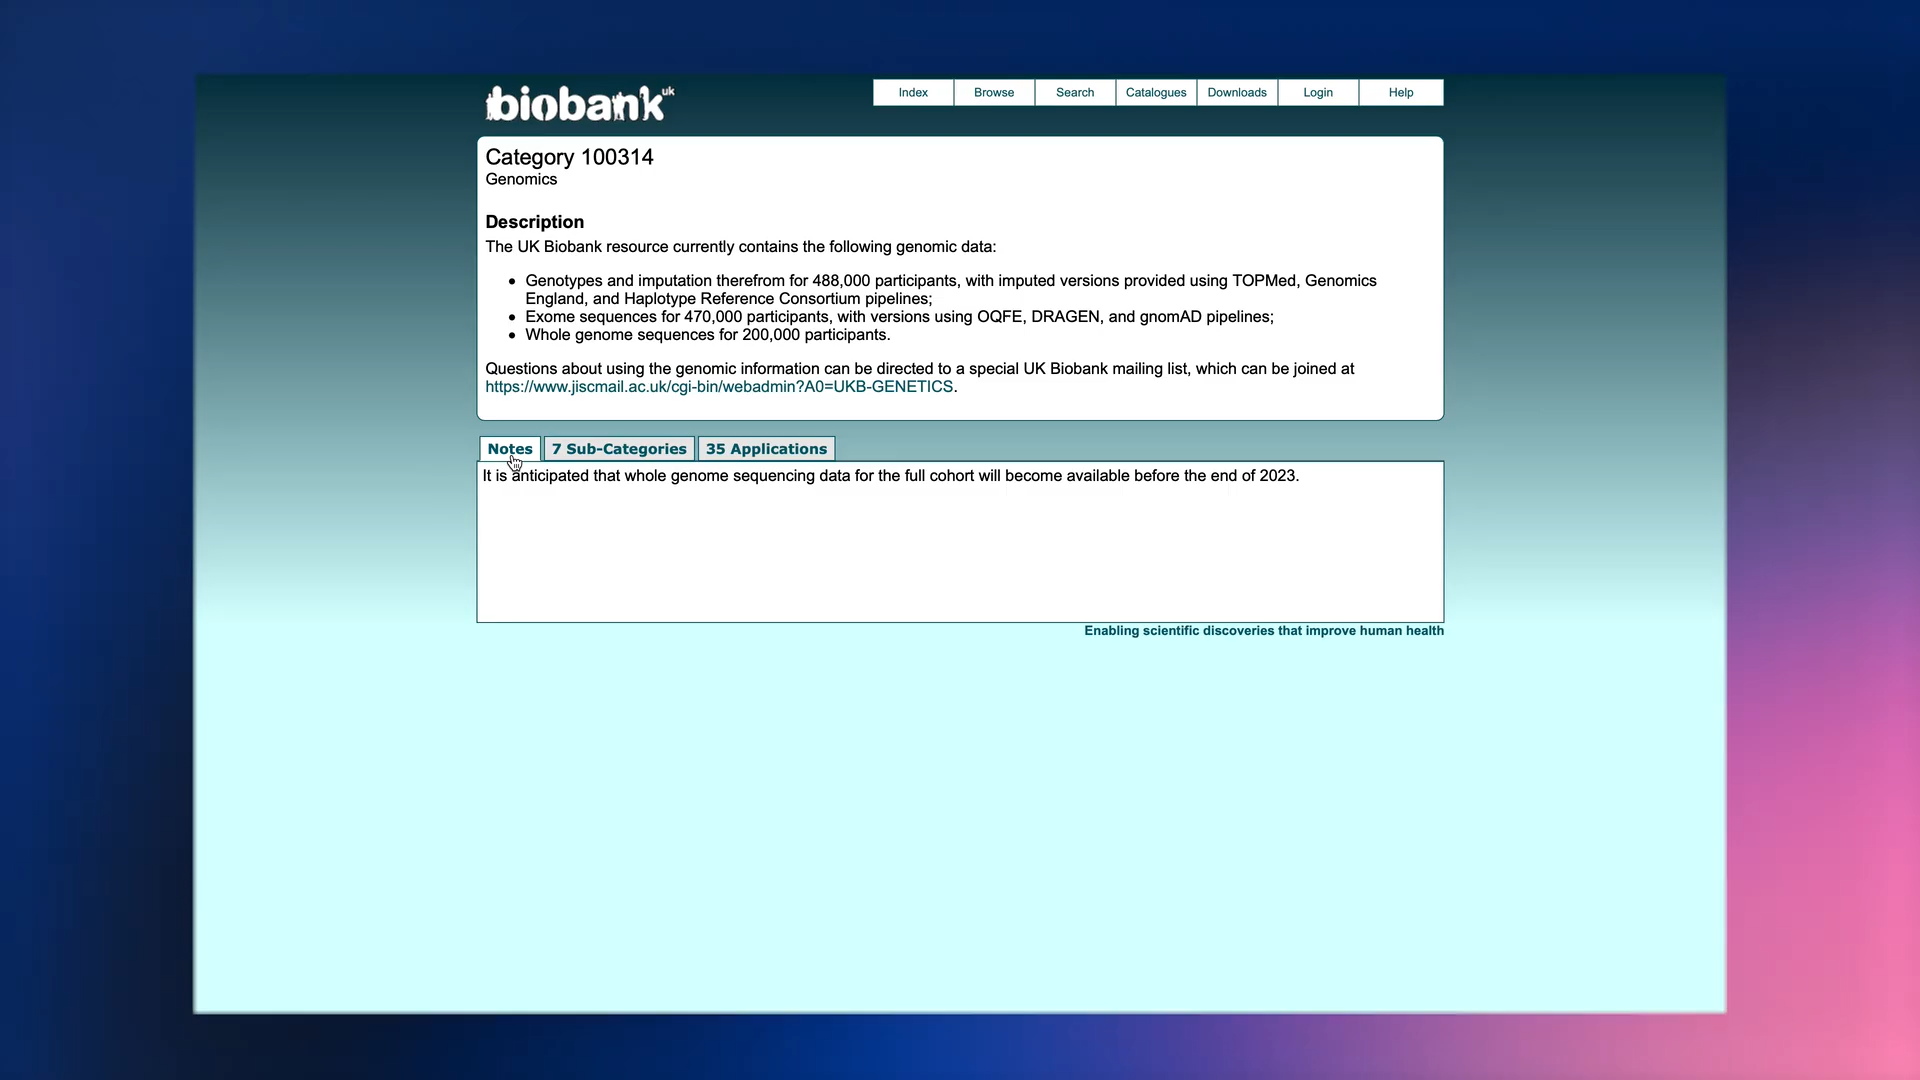 biobank uk
Index Browse Search Catalogues Downloads Login Help
Category 100314
Genomics
Description
The UK Biobank resource currently contains the following genomic data:
• Genotypes and imputation therefrom for 488,000 participants, with imputed versions provided using TOPMed, Genomics
England, and Haplotype Reference Consortium pipelines;
• Exome sequences for 470,000 participants, with versions using OQFE, DRAGEN, and gnomAD pipelines;
• Whole genome sequences for 200,000 participants.
Questions about using the genomic information can be directed to a special UK Biobank mailing list, which can be joined at
https://www.jiscmail.ac.uk/cgi-bin/webadmin?A0=UKB-GENETICS.
Notes 7 Sub-Categories 35 Applications
It is anticipated that whole genome sequencing data for the full cohort will become available before the end of 2023.
Enabling scientific discoveries that improve human health